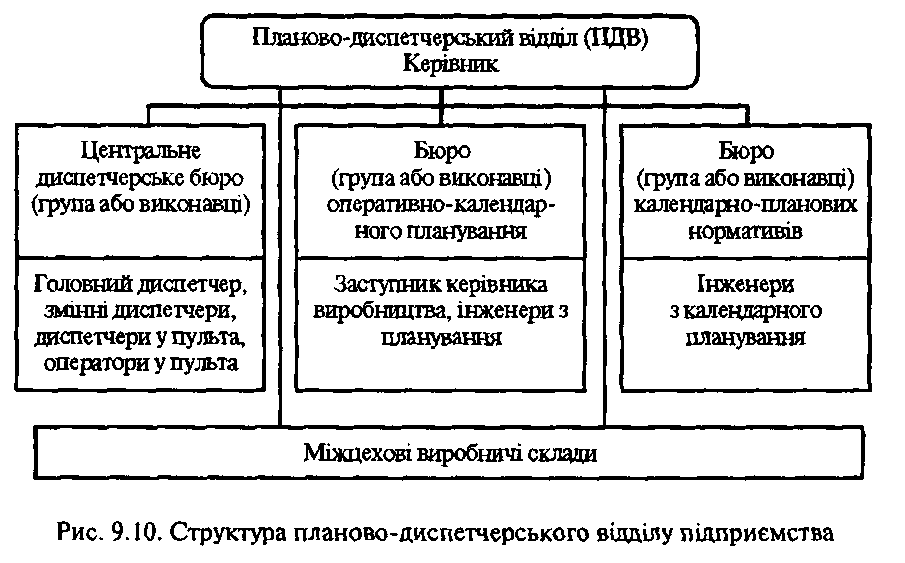 Планово-диспетчерський відділ (ПДВ)
Керівник
Центральне
диспетчерське бюро
(група або виконавці)
Бюро
(група або виконавці)
оперативно-календар-
ного планування
Бюро
(група або виконавці)
календарно-планових
нормативів
Головний диспетчер,
змінні диспетчери,
диспетчери у пульта,
оператори у пульта
Заступник керівника
виробництва, інженери з
планування
Інженери
з календарного
планування
Міжцехові виробничі склади
Рис. 9.10. Структура планово-диспетчерського відділу підприємства